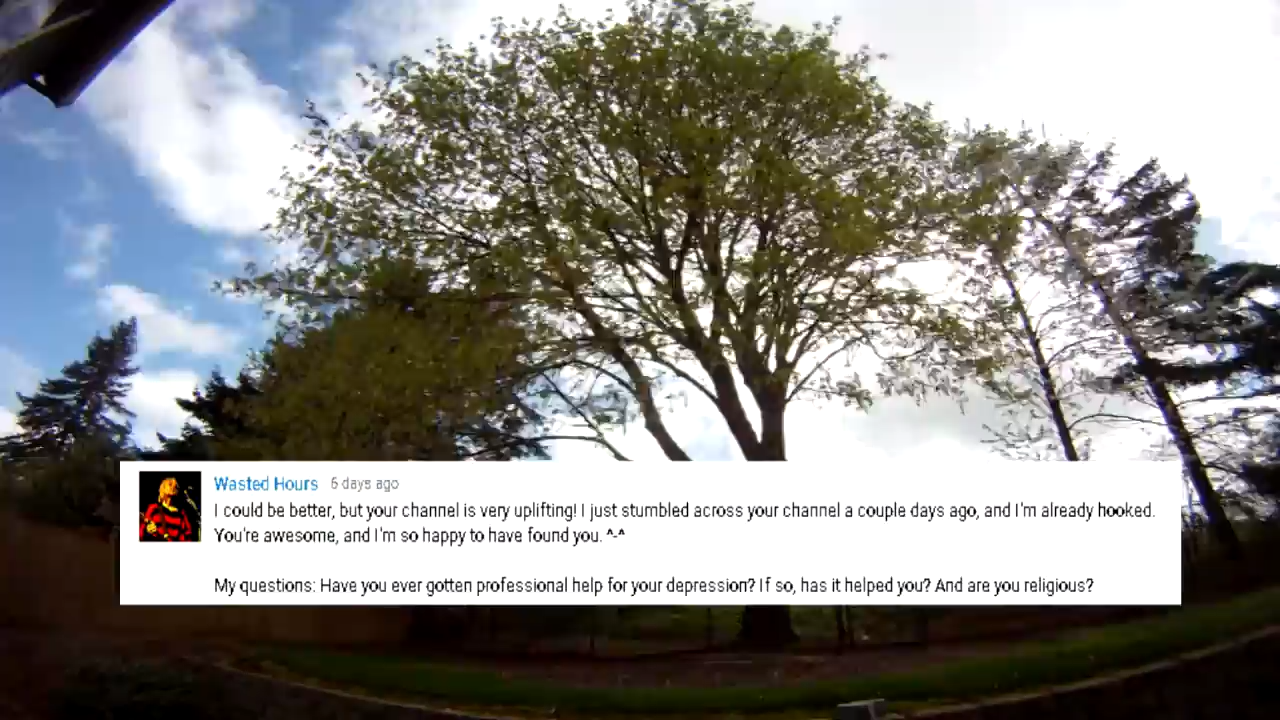 Wasted Hours 6 days ago
I could be better, but your channel is very uplifting! I just stumbled across your channel a couple days ago, and I'm already hooked.
You're awesome, and I'm so happy to have found you. ^-^
My questions: Have you ever gotten professional help for your depression? If so, has it helped you? And are you religious?